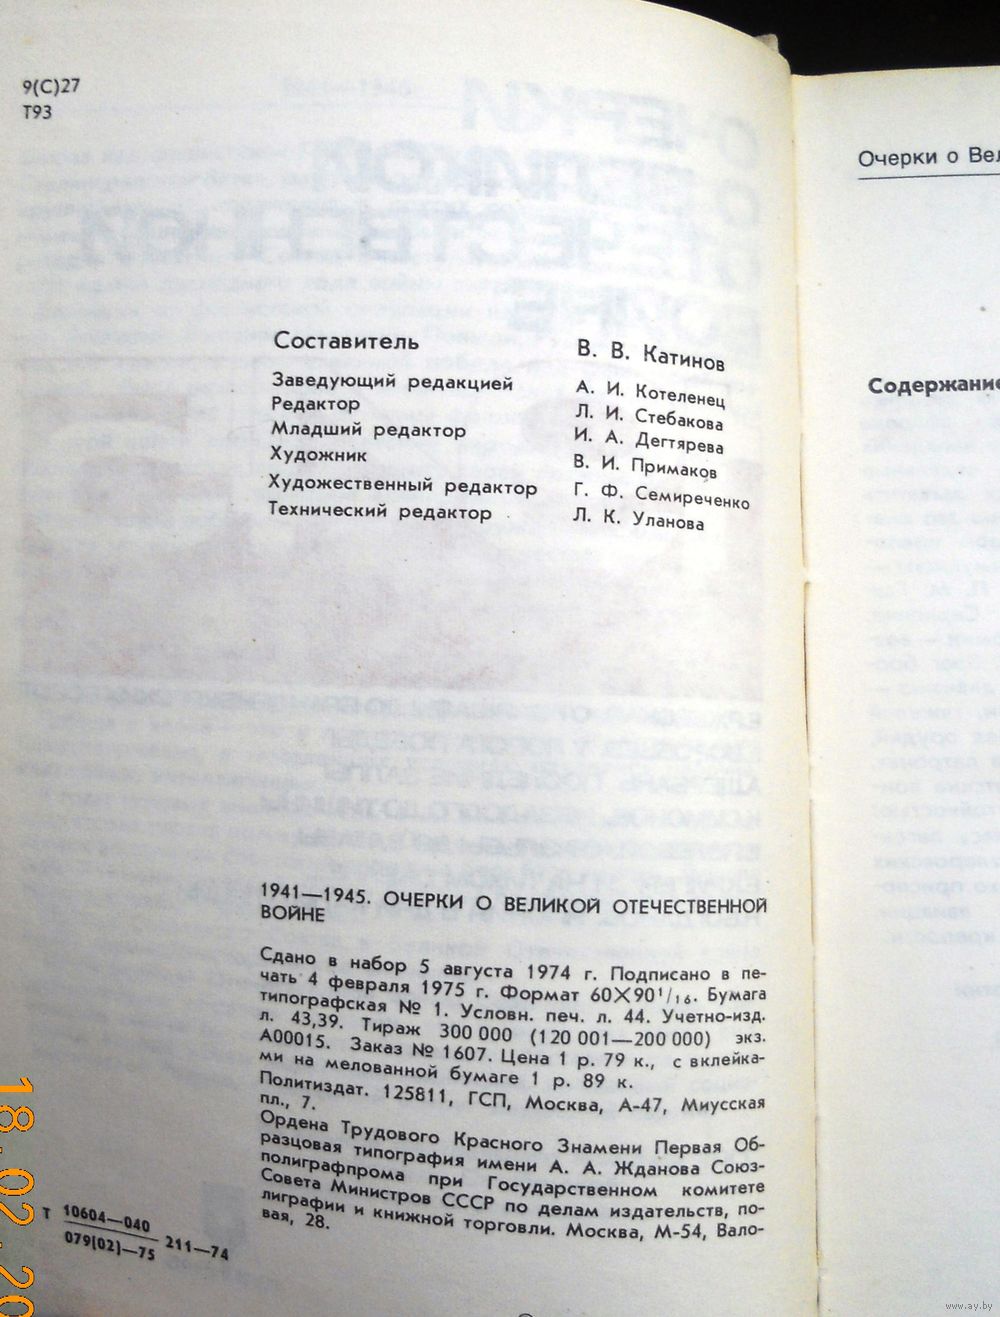 9(С)27
Т93
Составитель В. В. Катинов
Заведующий редакцией А. И. Котеленец
Редактор Л. И. Стебакова
Младший редактор И. А. Дегтярева
Художник В. И. Примаков
Художественный редактор Г. Ф. Семиреченко
Технический редактор Л. К. Уланова
1941—1945. ОЧЕРКИ О ВЕЛИКОЙ ОТЕЧЕСТВЕННОЙ
ВОЙНЕ
Сдано в набор 5 августа 1974 г. Подписано в пе-
чать 4 февраля 1975 г. Формат 60X90¹/₁₆. Бумага
типографская № 1. Условн. печ. л. 44. Учетно-изд.
л. 43,39. Тираж 300 000 (120 001—200 000) экз.
А00015. Заказ № 1607. Цена 1 р. 79 к., с вклейка-
ми на мелованной бумаге 1 р. 89 к.
Политиздат. 125811, ГСП, Москва, А-47, Миусская
пл., 7.
Ордена Трудового Красного Знамени Первая Об-
разцовая типография имени А. А. Жданова Союз-
полиграфпрома при Государственном комитете
Совета Министров СССР по делам издательств, по-
лиграфии и книжной торговли. Москва, М-54, Вало-
вая, 28.
Т 10604—040
079(02)—75 211—74
Очерки о Вел
Содержание
18.02.20
www.ay.by